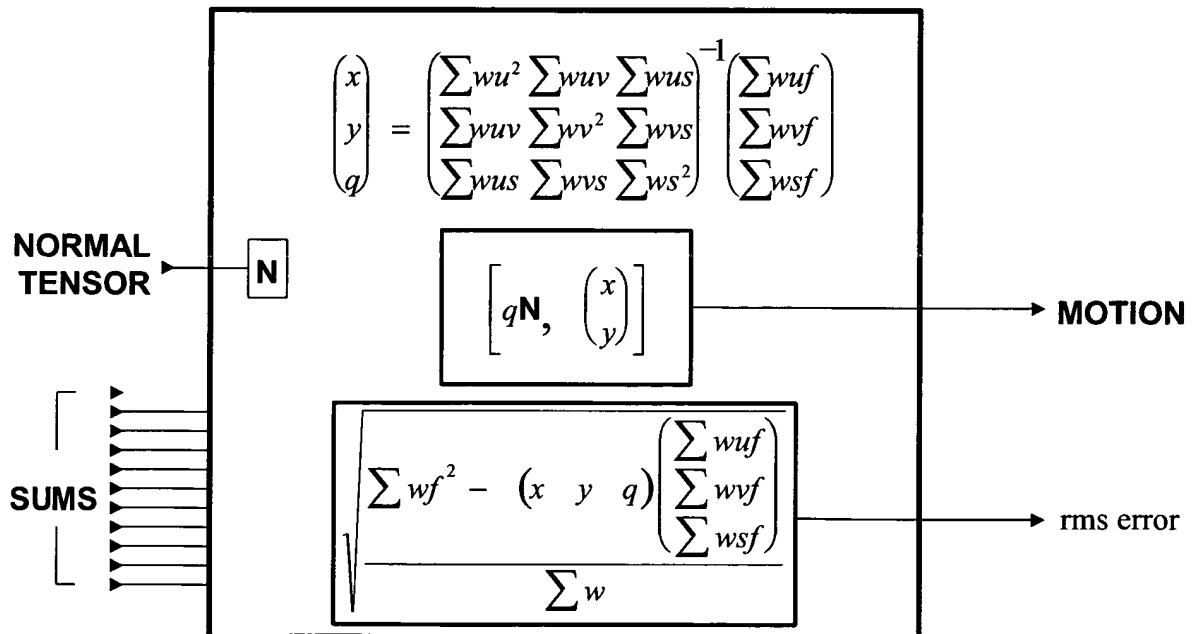 (x y q) = (∑wu² ∑wuv ∑wus ∑wuv ∑wv² ∑wvs ∑wus ∑wvs ∑ws²)⁻¹ (∑wuf ∑wvf ∑wsf)
NORMAL
TENSOR
N
[qN, (x y)]
MOTION
SUMS
√ ∑wf² - (x y q) (∑wuf ∑wvf ∑wsf)
∑w
rms error